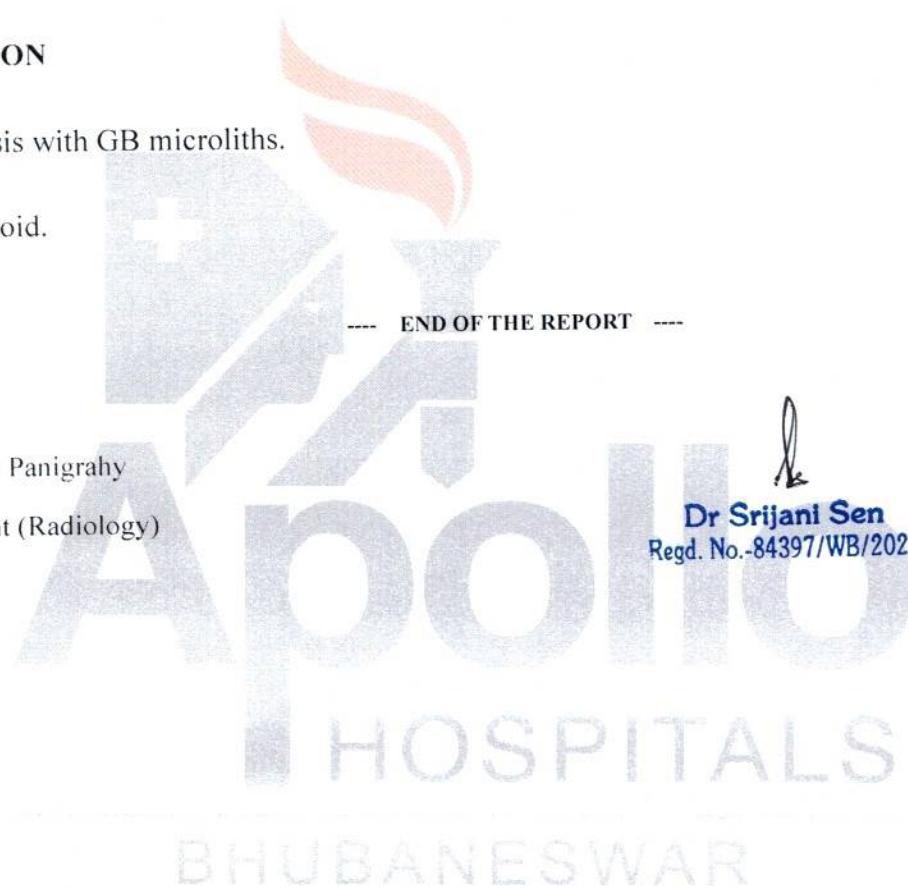 ON
sis with GB microliths.
oid.
---- END OF THE REPORT ----
Panigrahy
nt (Radiology)
Dr Srijani Sen
Regd. No.-84397/WB/202
Apollo
HOSPITALS
BHUBANESWAR